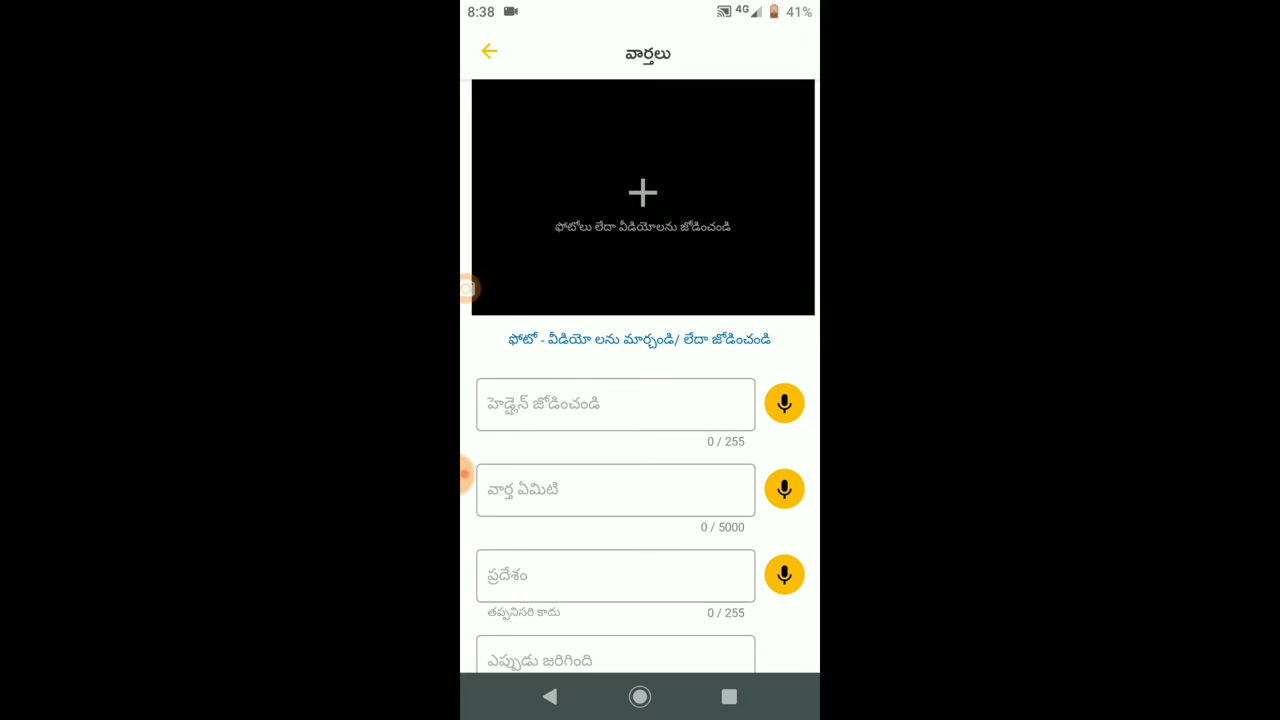 8:38 4G 41%
వార్తలు
ఫోటోలు లేదా వీడియోలను జోడించండి
ఫోటో - వీడియో లను మార్చండి/ లేదా జోడించండి
హెడ్లైన్ జోడించండి
0 / 255
వార్త ఏమిటి
0 / 5000
ప్రదేశం
తప్పనిసరి కాదు 0 / 255
ఎప్పుడు జరిగింది